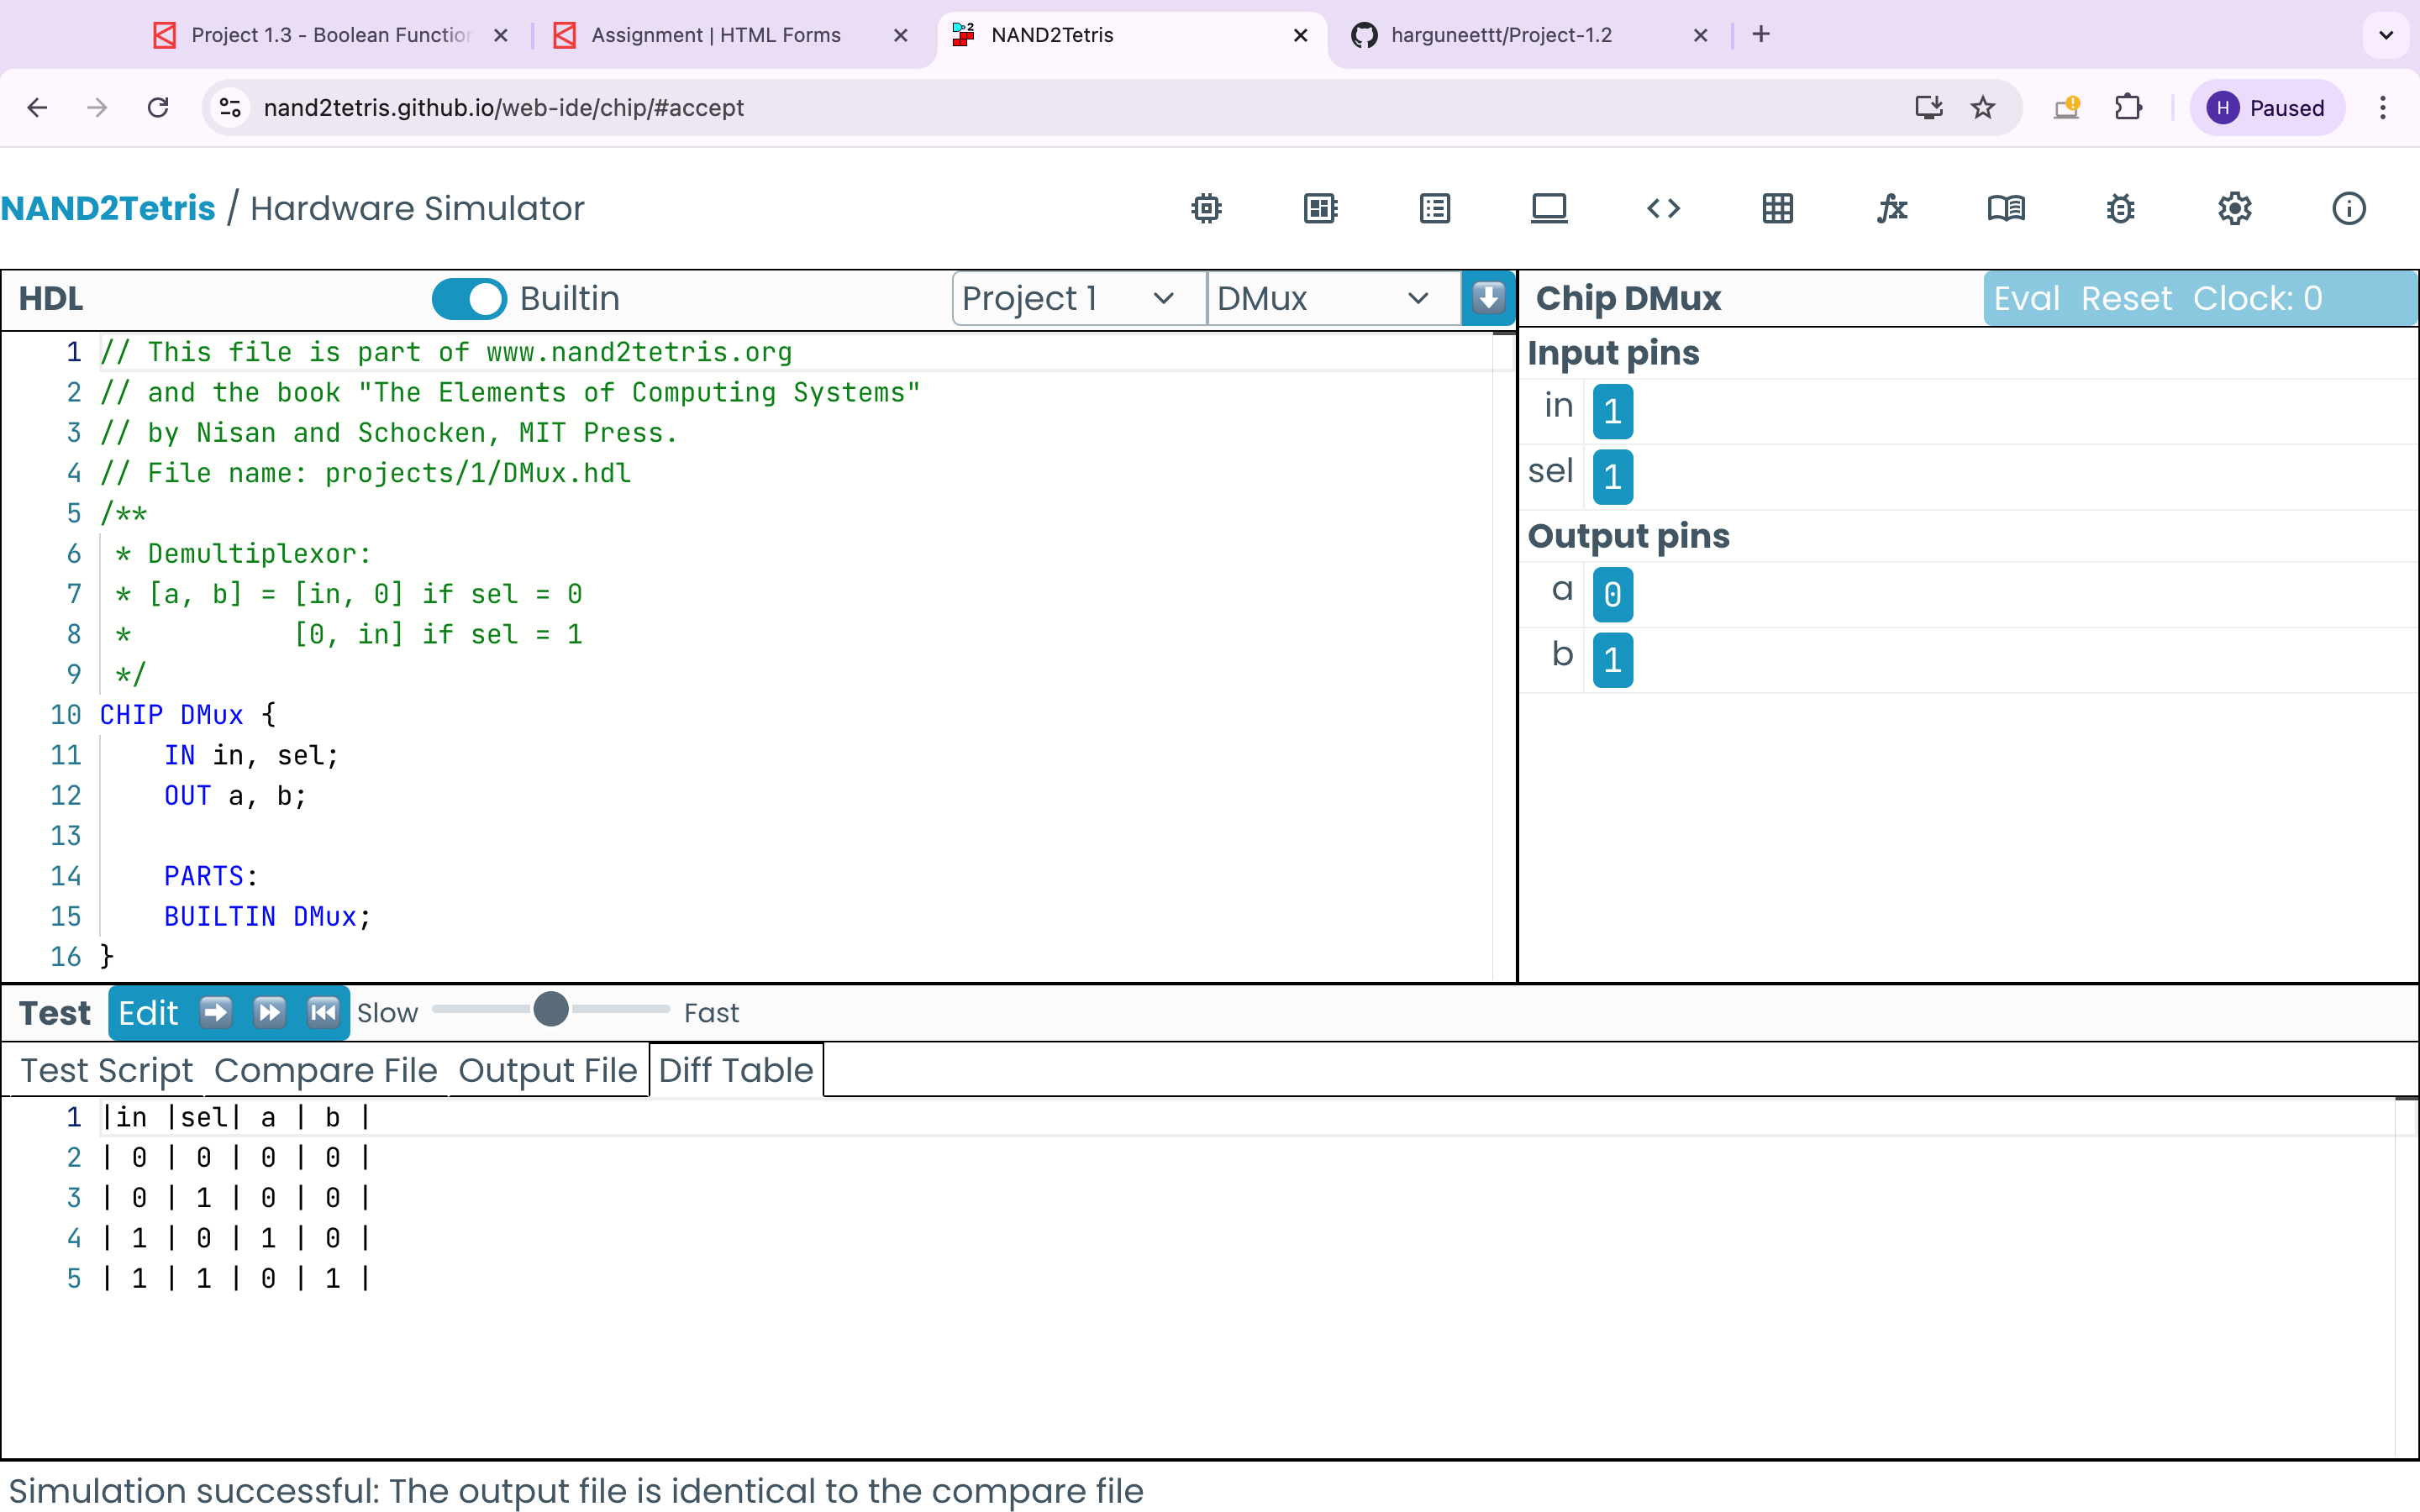 Project 1.3 - Boolean Function
Assignment | HTML Forms
NAND2Tetris
harguneettt/Project-1.2
nand2tetris.github.io/web-ide/chip/#accept
H Paused
NAND2Tetris / Hardware Simulator
HDL Builtin Project 1 DMux
Chip DMux Eval Reset Clock: 0
1 // This file is part of www.nand2tetris.org
2 // and the book "The Elements of Computing Systems"
3 // by Nisan and Schocken, MIT Press.
4 // File name: projects/1/DMux.hdl
5 /**
6  * Demultiplexor:
7  * [a, b] = [in, 0] if sel = 0
8  *          [0, in] if sel = 1
9  */
10 CHIP DMux {
11     IN in, sel;
12     OUT a, b;
13
14     PARTS:
15     BUILTIN DMux;
16 }
Input pins
in 1
sel 1
Output pins
a 0
b 1
Test Edit Slow Fast
Test Script Compare File Output File Diff Table
1 |in |sel| a | b |
2 | 0 | 0 | 0 | 0 |
3 | 0 | 1 | 0 | 0 |
4 | 1 | 0 | 1 | 0 |
5 | 1 | 1 | 0 | 1 |
Simulation successful: The output file is identical to the compare file